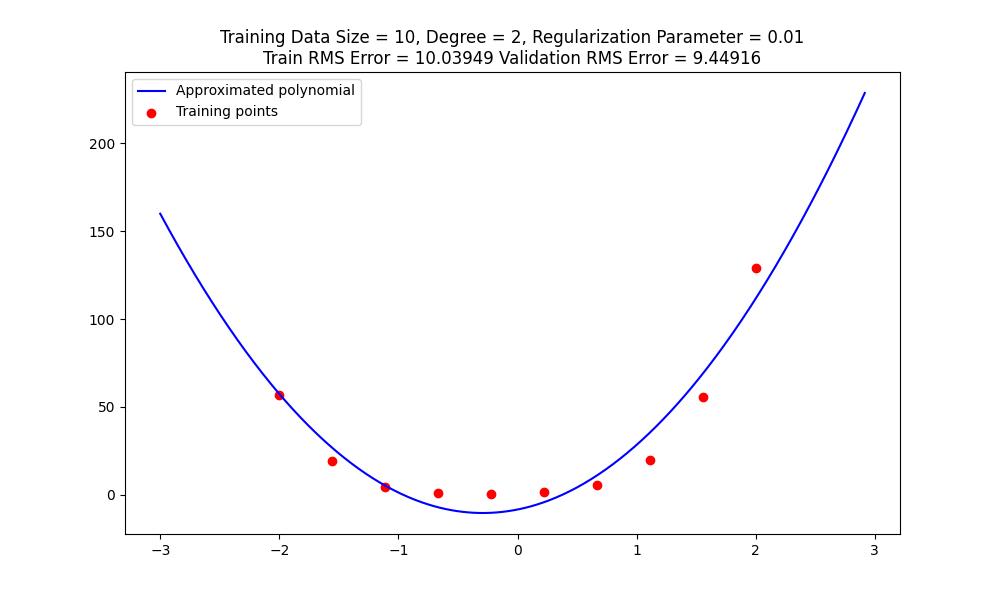 Training Data Size = 10, Degree = 2, Regularization Parameter = 0.01
Train RMS Error = 10.03949 Validation RMS Error = 9.44916
Approximated polynomial
Training points
200
150
100
50
0
−3 −2 −1 0 1 2 3